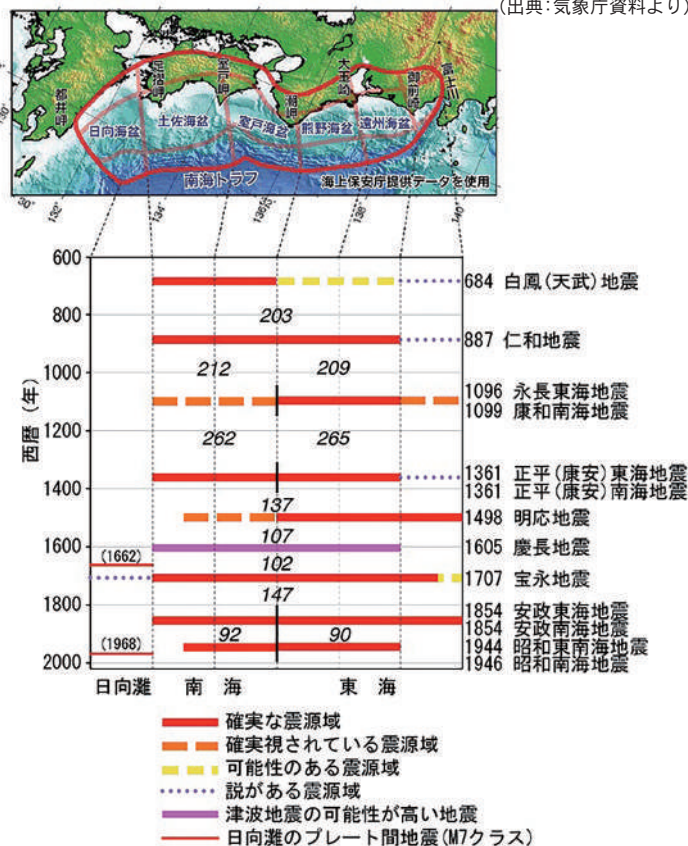 (出典:気象庁資料より)
都井岬
足摺岬
室戸岬
潮岬
大王崎
御前崎
富士川
日向海盆
土佐海盆
室戸海盆
熊野海盆
遠州海盆
南海トラフ
海上保安庁提供データを使用
132°
134°
138°
140°
西暦(年)
600
800
1000
1200
1400
1600
1800
2000
684 白鳳(天武)地震
203
887 仁和地震
212 209
1096 永長東海地震
1099 康和南海地震
262 265
1361 正平(康安)東海地震
1361 正平(康安)南海地震
137
1498 明応地震
107
1605 慶長地震
(1662)
102
1707 宝永地震
147
1854 安政東海地震
1854 安政南海地震
92 90
1944 昭和東南海地震
1946 昭和南海地震
(1968)
日向灘 南海 東海
確実な震源域
確実視されている震源域
可能性のある震源域
説がある震源域
津波地震の可能性が高い地震
日向灘のプレート間地震(M7クラス)